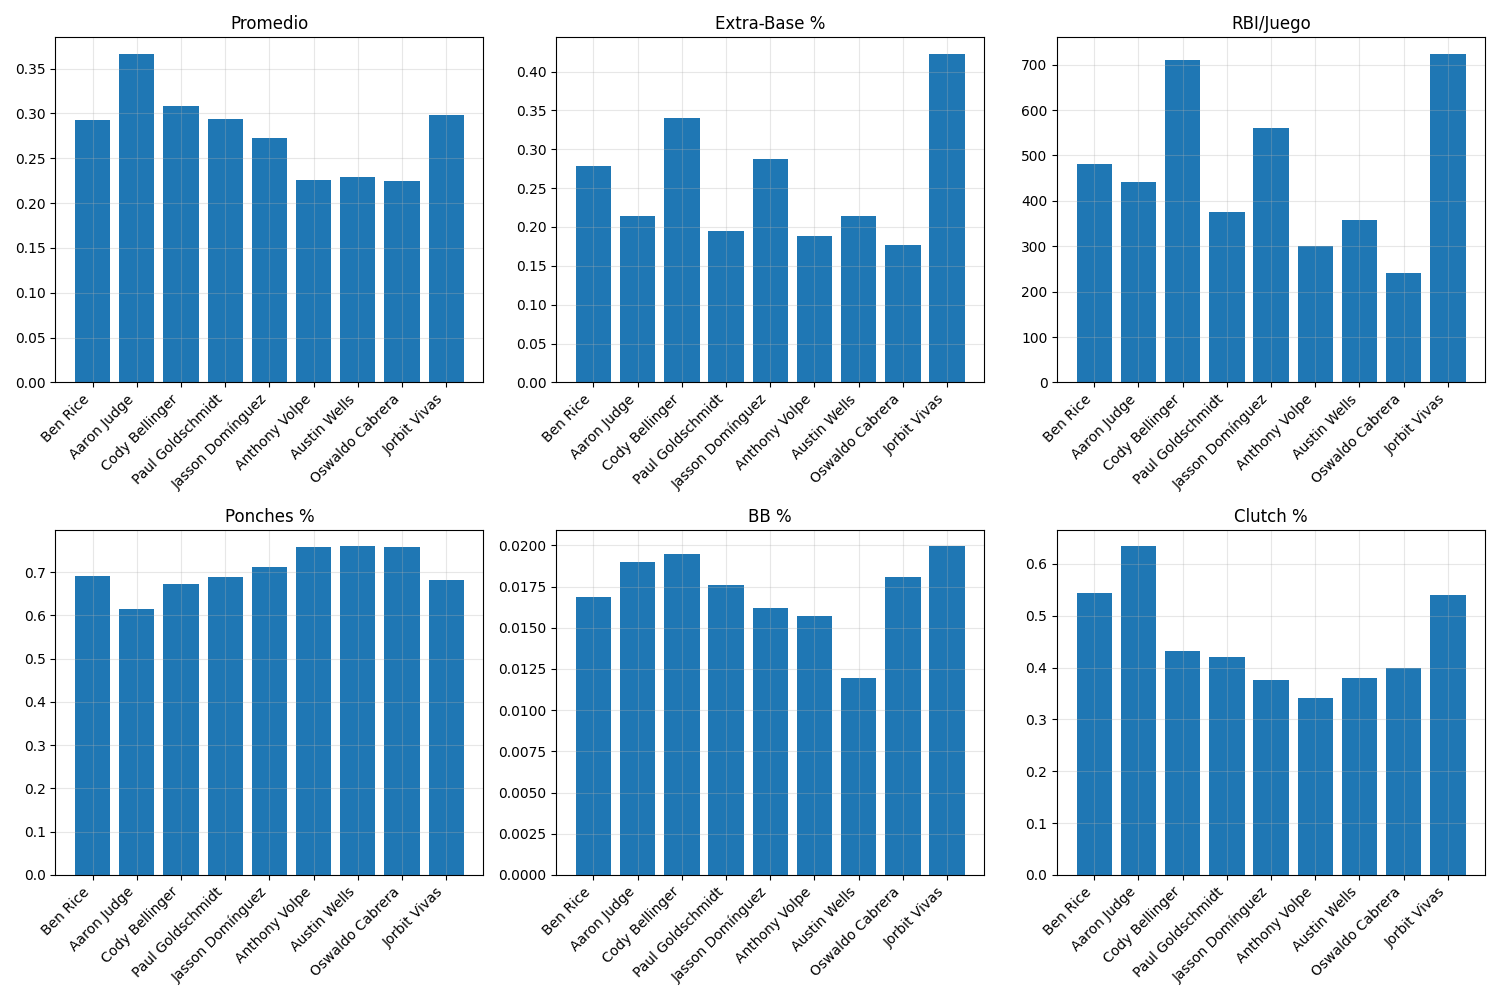 Promedio
0.35
0.30
0.25
0.20
0.15
0.10
0.05
0.00
Ben Rice
Aaron Judge
Cody Bellinger
Paul Goldschmidt
Jasson Domínguez
Anthony Volpe
Austin Wells
Oswaldo Cabrera
Jorbit Vivas
Extra-Base %
0.40
0.35
0.30
0.25
0.20
0.15
0.10
0.05
0.00
Ben Rice
Aaron Judge
Cody Bellinger
Paul Goldschmidt
Jasson Domínguez
Anthony Volpe
Austin Wells
Oswaldo Cabrera
Jorbit Vivas
RBI/Juego
700
600
500
400
300
200
100
0
Ben Rice
Aaron Judge
Cody Bellinger
Paul Goldschmidt
Jasson Domínguez
Anthony Volpe
Austin Wells
Oswaldo Cabrera
Jorbit Vivas
Ponches %
0.7
0.6
0.5
0.4
0.3
0.2
0.1
0.0
Ben Rice
Aaron Judge
Cody Bellinger
Paul Goldschmidt
Jasson Domínguez
Anthony Volpe
Austin Wells
Oswaldo Cabrera
Jorbit Vivas
BB %
0.0200
0.0175
0.0150
0.0125
0.0100
0.0075
0.0050
0.0025
0.0000
Ben Rice
Aaron Judge
Cody Bellinger
Paul Goldschmidt
Jasson Domínguez
Anthony Volpe
Austin Wells
Oswaldo Cabrera
Jorbit Vivas
Clutch %
0.6
0.5
0.4
0.3
0.2
0.1
0.0
Ben Rice
Aaron Judge
Cody Bellinger
Paul Goldschmidt
Jasson Domínguez
Anthony Volpe
Austin Wells
Oswaldo Cabrera
Jorbit Vivas